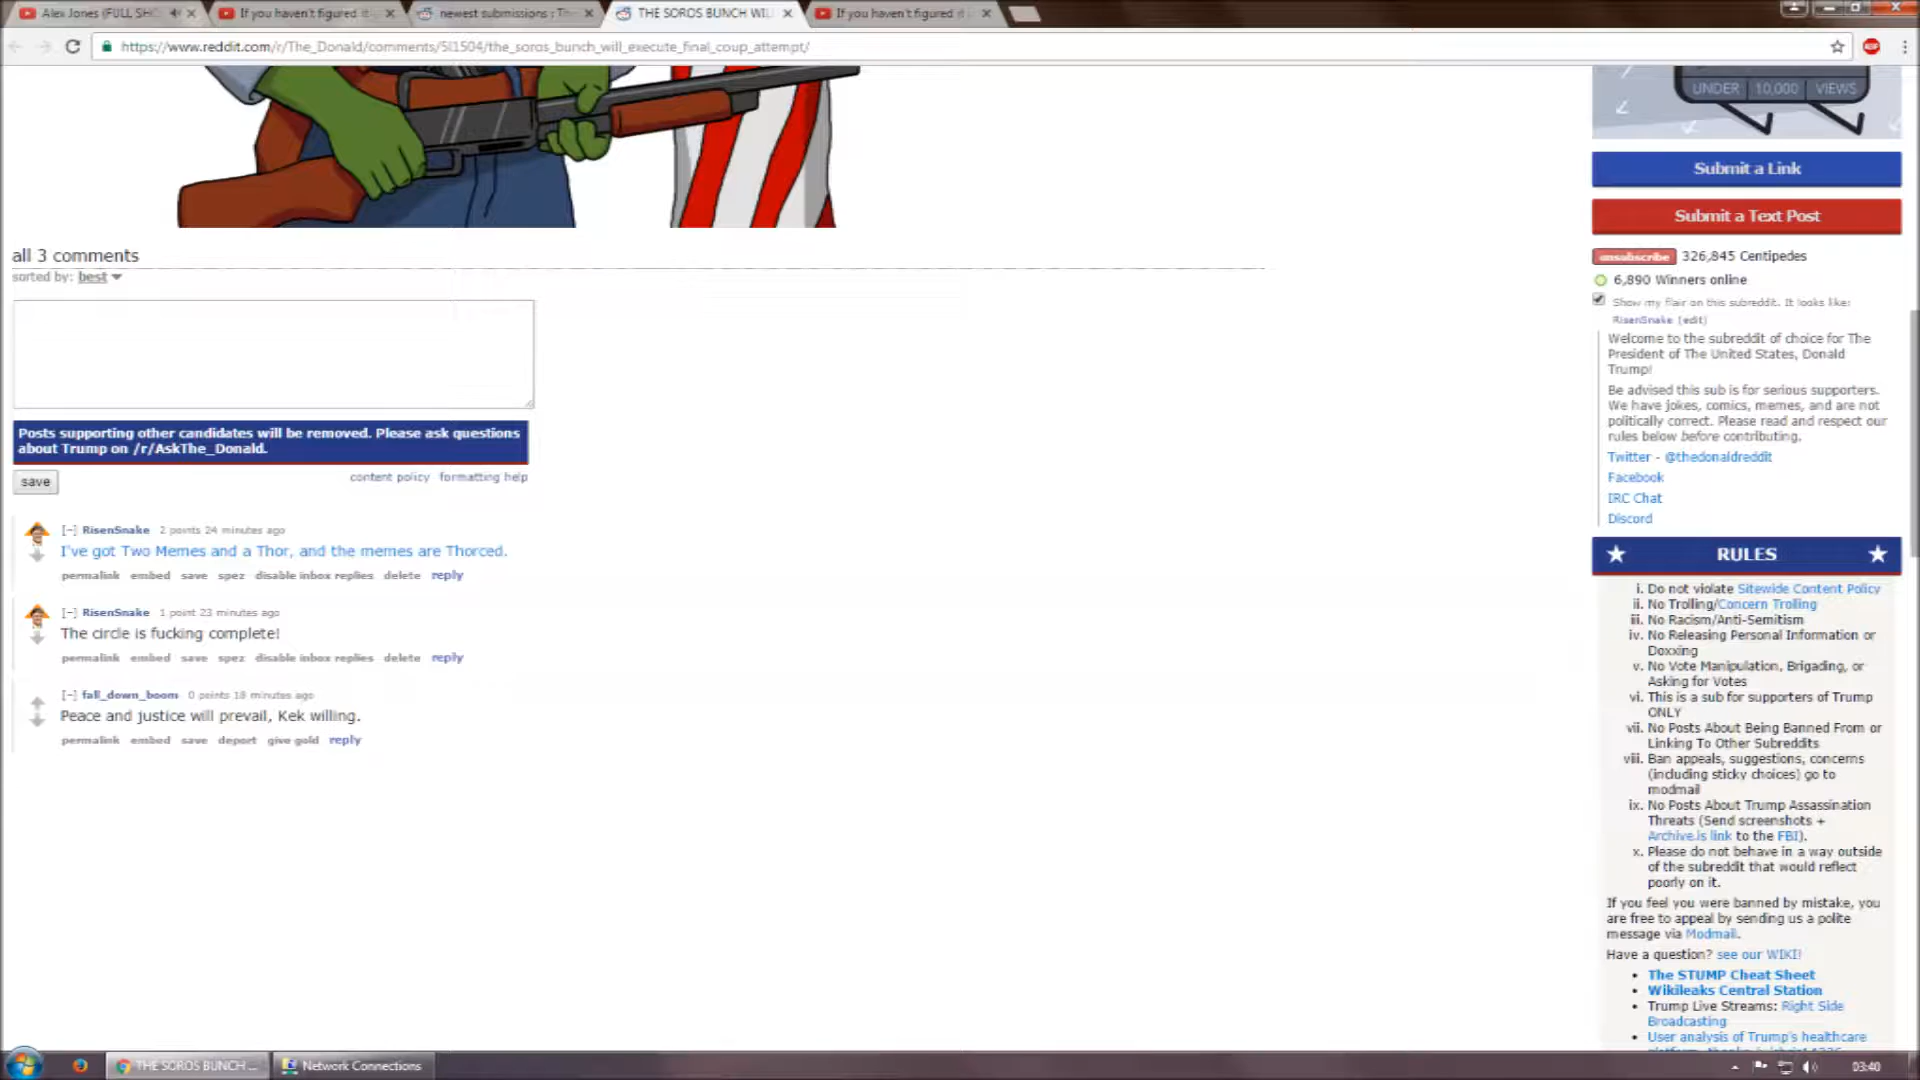 Alex Jones (FULL SH
If you haven't figured it
newest submissions : Th
THE SOROS BUNCH WIL
If you haven't figured it
https://www.reddit.com/r/The_Donald/comments/5l1504/the_soros_bunch_will_execute_final_coup_attempt/
UNDER 10,000 VIEWS
Submit a Link
Submit a Text Post
all 3 comments
sorted by: best
unsubscribe 326,845 Centipedes
6,890 Winners online
Show my flair on this subreddit. It looks like:
RisenSnake (edit)
Welcome to the subreddit of choice for The
President of The United States, Donald
Trump!
Be advised this sub is for serious supporters.
We have jokes, comics, memes, and are not
politically correct. Please read and respect our
rules below before contributing.
Twitter - @thedonaldreddit
Facebook
IRC Chat
Discord
Posts supporting other candidates will be removed. Please ask questions
about Trump on /r/AskThe_Donald.
save
content policy formatting help
[–] RisenSnake 2 points 24 minutes ago
I've got Two Memes and a Thor, and the memes are Thorced.
permalink embed save spez disable inbox replies delete reply
[–] RisenSnake 1 point 23 minutes ago
The circle is fucking complete!
permalink embed save spez disable inbox replies delete reply
[–] fall_down_boom 0 points 18 minutes ago
Peace and justice will prevail, Kek willing.
permalink embed save deport give gold reply
RULES
i. Do not violate Sitewide Content Policy
ii. No Trolling/Concern Trolling
iii. No Racism/Anti-Semitism
iv. No Releasing Personal Information or
Doxxing
v. No Vote Manipulation, Brigading, or
Asking for Votes
vi. This is a sub for supporters of Trump
ONLY
vii. No Posts About Being Banned From or
Linking To Other Subreddits
viii. Ban appeals, suggestions, concerns
(including sticky choices) go to
modmail
ix. No Posts About Trump Assassination
Threats (Send screenshots +
Archive.is link to the FBI).
x. Please do not behave in a way outside
of the subreddit that would reflect
poorly on it.
If you feel you were banned by mistake, you
are free to appeal by sending us a polite
message via Modmail.
Have a question? see our WIKI!
The STUMP Cheat Sheet
Wikileaks Central Station
Trump Live Streams: Right Side
Broadcasting
User analysis of Trump's healthcare
THE SOROS BUNCH ...
Network Connections
03:40